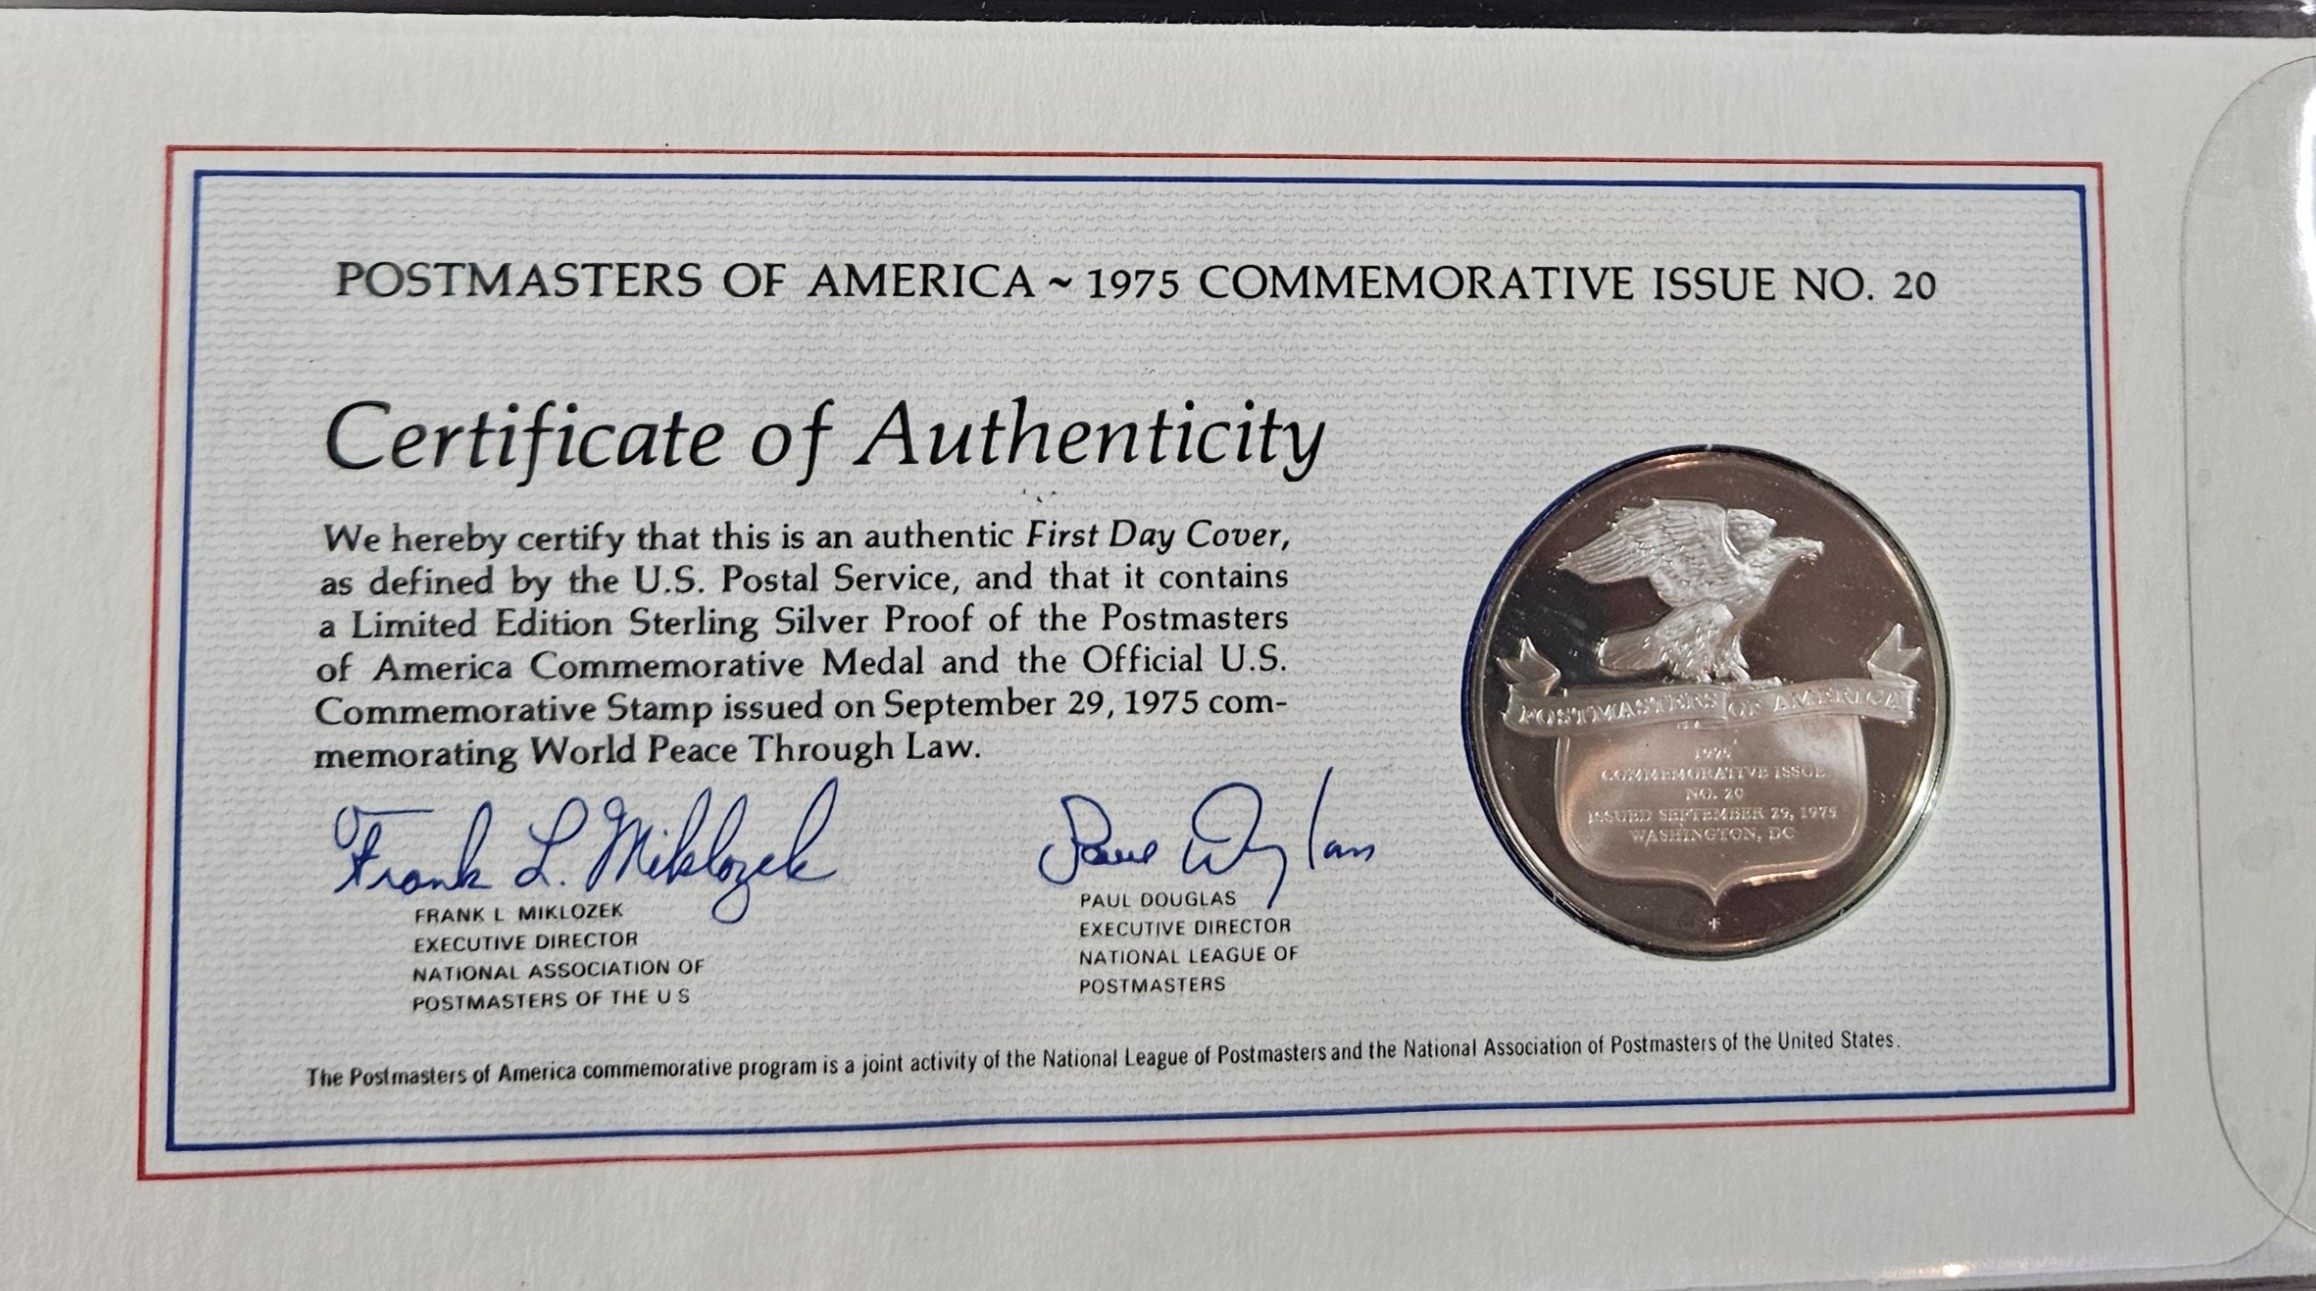 POSTMASTERS OF AMERICA ~ 1975 COMMEMORATIVE ISSUE NO. 20
Certificate of Authenticity
We hereby certify that this is an authentic First Day Cover,
as defined by the U.S. Postal Service, and that it contains
a Limited Edition Sterling Silver Proof of the Postmasters
of America Commemorative Medal and the Official U.S.
Commemorative Stamp issued on September 29, 1975 com-
memorating World Peace Through Law.
Frank L. Miklozek
FRANK L MIKLOZEK
EXECUTIVE DIRECTOR
NATIONAL ASSOCIATION OF
POSTMASTERS OF THE U S
Paul Douglas
PAUL DOUGLAS
EXECUTIVE DIRECTOR
NATIONAL LEAGUE OF
POSTMASTERS
POSTMASTERS OF AMERICA
1975
COMMEMORATIVE ISSUE
NO. 20
ISSUED SEPTEMBER 29, 1975
WASHINGTON, DC
The Postmasters of America commemorative program is a joint activity of the National League of Postmasters and the National Association of Postmasters of the United States.